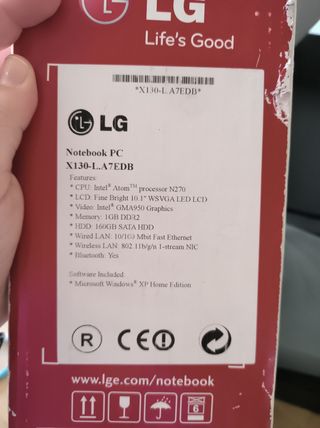 LG
Life's Good
*X130-L.A7EDB*
LG
Notebook PC
X130-L.A7EDB
Features:
* CPU: Intel® Atom™ processor N270
* LCD: Fine Bright 10.1" WSVGA LED LCD
* Video: Intel® GMA950 Graphics
* Memory: 1GB DDR2
* HDD: 160GB SATA HDD
* Wired LAN: 10/100 Mbit Fast Ethernet
* Wireless LAN: 802.11b/g/n 1-stream NIC
* Bluetooth: Yes
Software Included:
* Microsoft Windows® XP Home Edition
R CE
www.lge.com/notebook
6